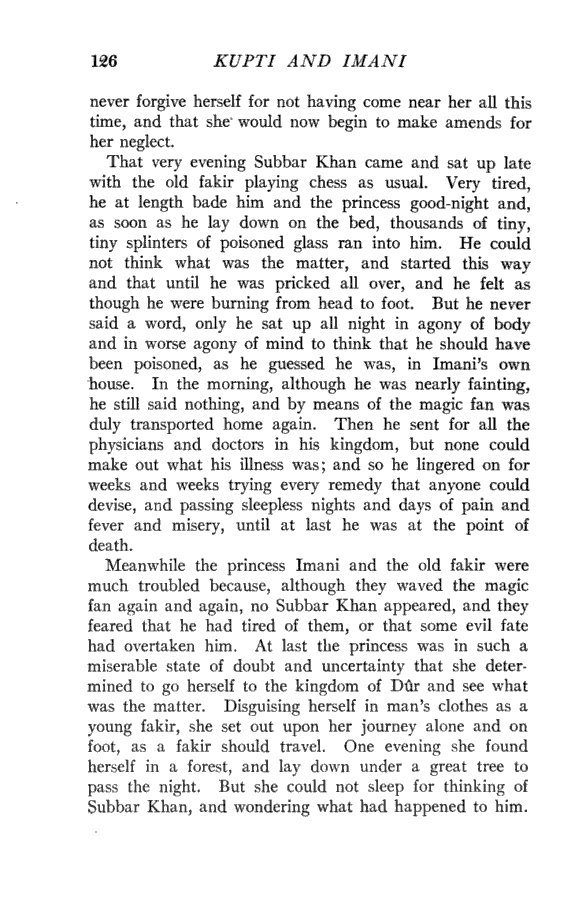 126 KUPTI AND IMANI
never forgive herself for not having come near her all this
time, and that she would now begin to make amends for
her neglect.
That very evening Subbar Khan came and sat up late
with the old fakir playing chess as usual. Very tired,
he at length bade him and the princess good-night and,
as soon as he lay down on the bed, thousands of tiny,
tiny splinters of poisoned glass ran into him. He could
not think what was the matter, and started this way
and that until he was pricked all over, and he felt as
though he were burning from head to foot. But he never
said a word, only he sat up all night in agony of body
and in worse agony of mind to think that he should have
been poisoned, as he guessed he was, in Imani's own
house. In the morning, although he was nearly fainting,
he still said nothing, and by means of the magic fan was
duly transported home again. Then he sent for all the
physicians and doctors in his kingdom, but none could
make out what his illness was; and so he lingered on for
weeks and weeks trying every remedy that anyone could
devise, and passing sleepless nights and days of pain and
fever and misery, until at last he was at the point of
death.
Meanwhile the princess Imani and the old fakir were
much troubled because, although they waved the magic
fan again and again, no Subbar Khan appeared, and they
feared that he had tired of them, or that some evil fate
had overtaken him. At last the princess was in such a
miserable state of doubt and uncertainty that she deter-
mined to go herself to the kingdom of Dûr and see what
was the matter. Disguising herself in man's clothes as a
young fakir, she set out upon her journey alone and on
foot, as a fakir should travel. One evening she found
herself in a forest, and lay down under a great tree to
pass the night. But she could not sleep for thinking of
Subbar Khan, and wondering what had happened to him.